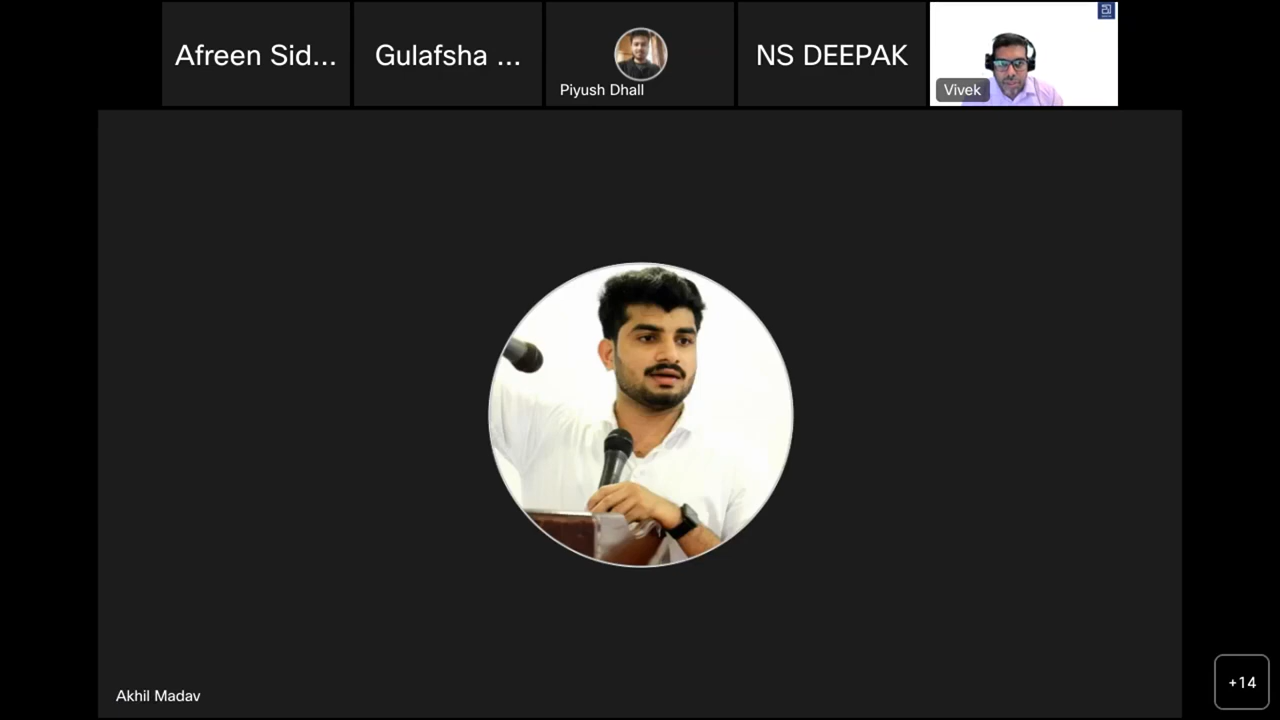 Afreen Sid...
Gulafsha ...
Piyush Dhall
NS DEEPAK
Vivek
Akhil Madav
+14